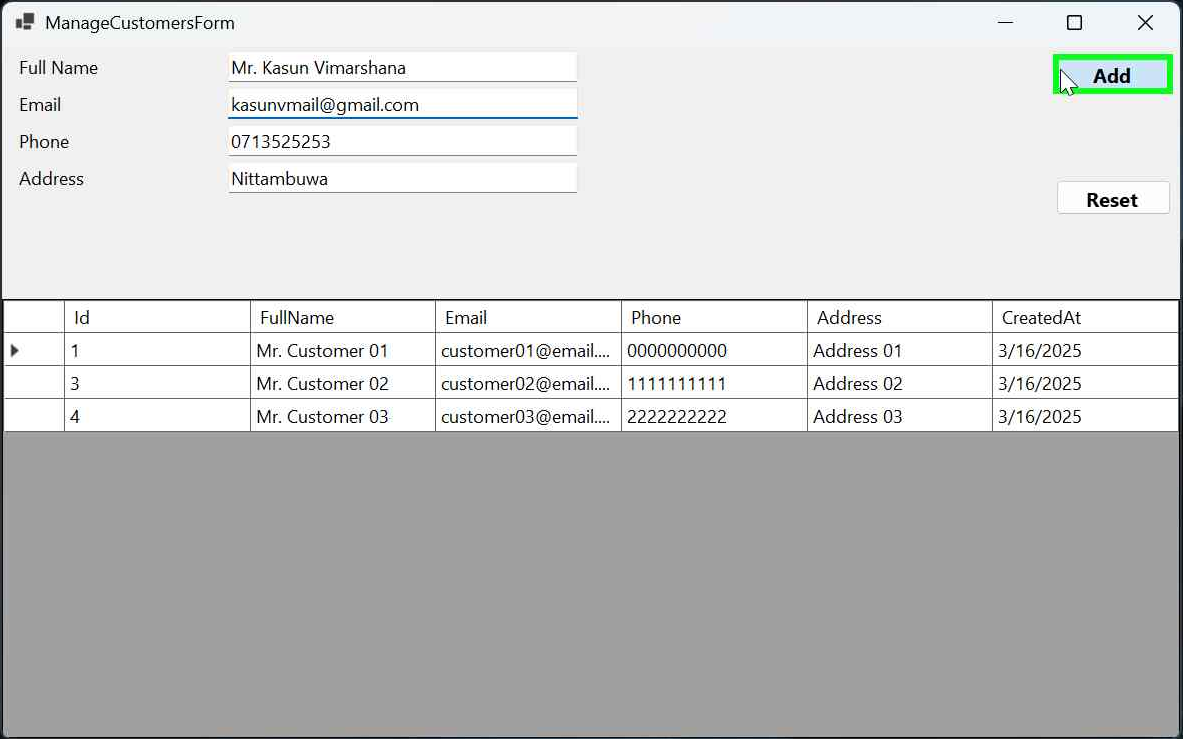 ManageCustomersForm
Full Name Mr. Kasun Vimarshana Add
Email kasunvmail@gmail.com
Phone 0713525253
Address Nittambuwa
Reset
Id FullName Email Phone Address CreatedAt
1 Mr. Customer 01 customer01@email.... 0000000000 Address 01 3/16/2025
3 Mr. Customer 02 customer02@email.... 1111111111 Address 02 3/16/2025
4 Mr. Customer 03 customer03@email.... 2222222222 Address 03 3/16/2025